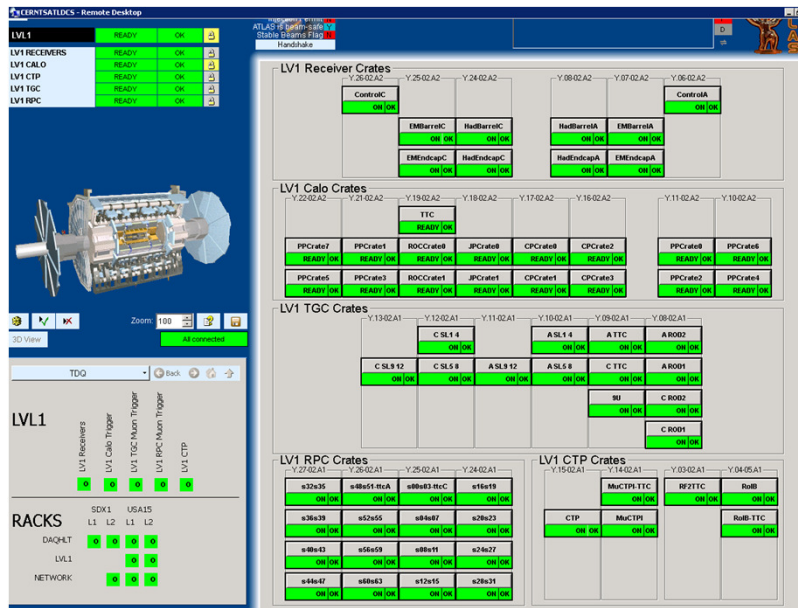 CERNTSATLDCS - Remote Desktop
ATLAS is beam-safe Y
Stable Beams Flag N
Handshake
D
LVL1 READY OK
LV1 RECEIVERS READY OK
LV1 CALO READY OK
LV1 CTP READY OK
LV1 TGC READY OK
LV1 RPC READY OK
Zoom: 100
3D View
All connected
TDQ
Back
LVL1
LV1 Receivers
LV1 Calo Trigger
LV1 TGC Muon Trigger
LV1 RPC Muon Trigger
LV1 CTP
O O O O O
RACKS
SDX1 USA15
L1 L2 L1 L2
DAQHLT O O O O
LVL1 O O
NETWORK O O O
LV1 Receiver Crates
Y.26-02.A2 Y.25-02.A2 Y.24-02.A2 Y.08-02.A2 Y.07-02.A2 Y.06-02.A2
ControlC ControlA
ON OK ON OK
EMBarrelC HadBarrelC HadBarrelA EMBarrelA
ON OK ON OK ON OK ON OK
EMEndcapC HadEndcapC HadEndcapA EMEndcapA
ON OK ON OK ON OK ON OK
LV1 Calo Crates
Y.22-02.A2 Y.21-02.A2 Y.19-02.A2 Y.18-02.A2 Y.17-02.A2 Y.16-02.A2 Y.11-02.A2 Y.10-02.A2
TTC
READY OK
PPCrate7 PPCrate1 ROCCrate0 JPCrate0 CPCrate0 CPCrate2 PPCrate0 PPCrate6
READY OK READY OK READY OK READY OK READY OK READY OK READY OK READY OK
PPCrate5 PPCrate3 ROCCrate1 JPCrate1 CPCrate1 CPCrate3 PPCrate2 PPCrate4
READY OK READY OK READY OK READY OK READY OK READY OK READY OK READY OK
LV1 TGC Crates
Y.13-02.A1 Y.12-02.A1 Y.11-02.A1 Y.10-02.A1 Y.09-02.A1 Y.08-02.A1
C SL1 4 A SL1 4 A TTC A ROD2
ON OK ON OK ON OK ON OK
C SL9 12 C SL5 8 A SL9 12 A SL5 8 C TTC A ROD1
ON OK ON OK ON OK ON OK ON OK ON OK
9U C ROD2
ON OK ON OK
C ROD1
ON OK
LV1 RPC Crates
Y.27-02.A1 Y.26-02.A1 Y.25-02.A1 Y.24-02.A1
s32s35 s48s51-ttcA s00s03-ttcC s16s19
ON OK ON OK ON OK ON OK
s36s39 s52s55 s04s07 s20s23
ON OK ON OK ON OK ON OK
s40s43 s56s59 s08s11 s24s27
ON OK ON OK ON OK ON OK
s44s47 s60s63 s12s15 s28s31
ON OK ON OK ON OK ON OK
LV1 CTP Crates
Y.15-02.A1 Y.14-02.A1 Y.03-02.A1 Y.04-05.A1
MuCTPI-TTC RF2TTC RoIB
ON OK ON OK ON OK
CTP MuCTPI RoIB-TTC
ON OK ON OK ON OK